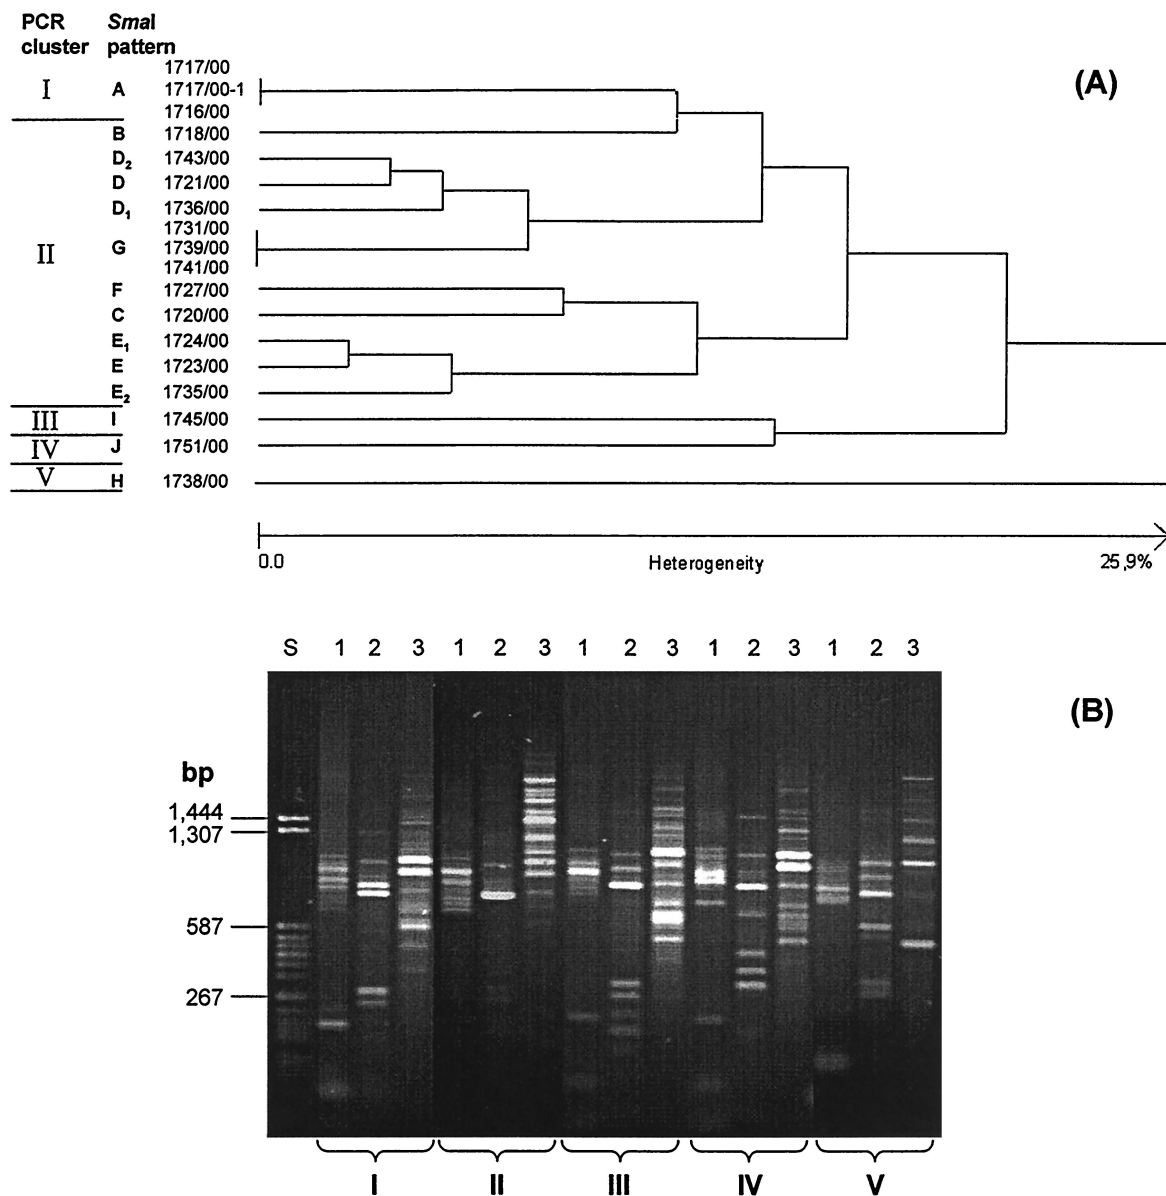 PCR cluster SmaI pattern
1717/00
I A 1717/00-1
1716/00
(A)
B 1718/00
D2 1743/00
D 1721/00
D1 1736/00
1731/00
II G 1739/00
1741/00
F 1727/00
C 1720/00
E1 1724/00
E 1723/00
E2 1735/00
III I 1745/00
IV J 1751/00
V H 1738/00
0.0 Heterogeneity 25,9%
S 1 2 3 1 2 3 1 2 3 1 2 3 1 2 3
(B)
bp
1,444
1,307
587
267
I II III IV V